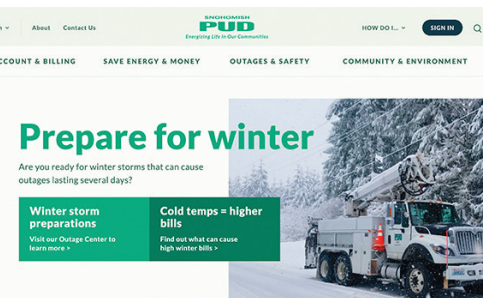 About
Contact Us
SNOHOMISH
PUD
Energizing Life In Our Communities
HOW DO I...
SIGN IN
ACCOUNT & BILLING
SAVE ENERGY & MONEY
OUTAGES & SAFETY
COMMUNITY & ENVIRONMENT
Prepare for winter
Are you ready for winter storms that can cause
outages lasting several days?
Winter storm
preparations
Visit our Outage Center to
learn more >
Cold temps = higher
bills
Find out what can cause
high winter bills >